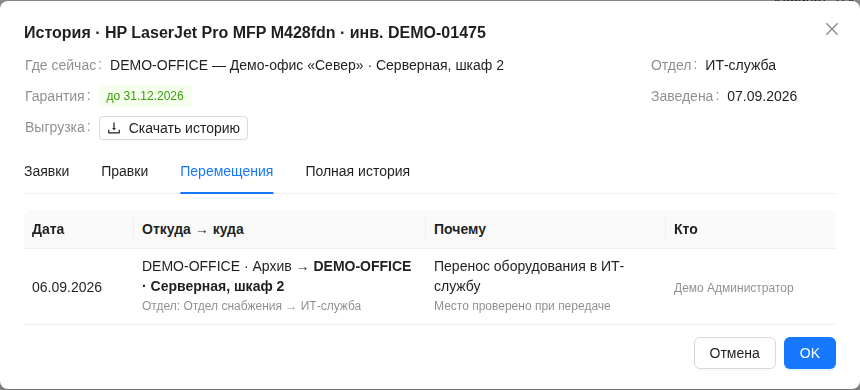 История · HP LaserJet Pro MFP M428fdn · инв. DEMO-01475
Где сейчас: DEMO-OFFICE — Демо-офис «Север» · Серверная, шкаф 2
Отдел: ИТ-служба
Гарантия: до 31.12.2026
Заведена: 07.09.2026
Выгрузка: Скачать историю
Заявки Правки Перемещения Полная история
Дата Откуда → куда Почему Кто
DEMO-OFFICE · Архив → DEMO-OFFICE
· Серверная, шкаф 2
Отдел: Отдел снабжения → ИТ-служба
06.09.2026
Перенос оборудования в ИТ-
службу
Место проверено при передаче
Демо Администратор
Отмена OK